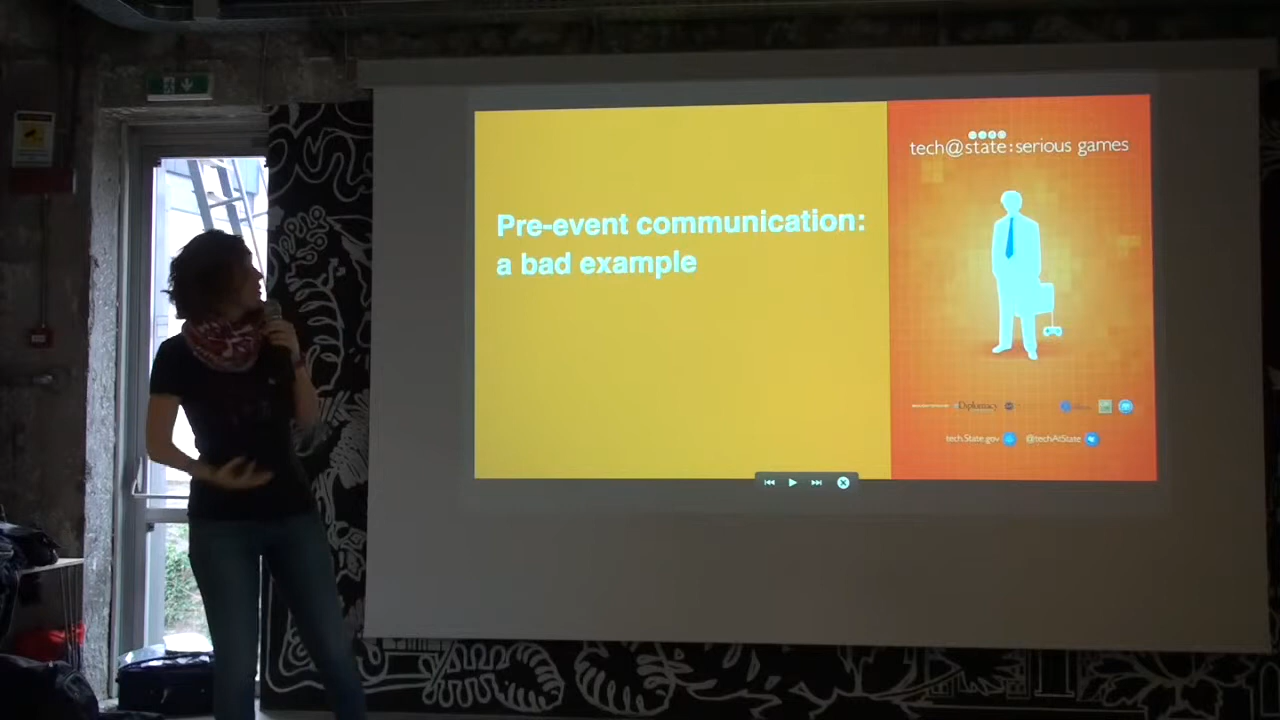 Pre-event communication:
a bad example
tech@state:serious games
Diplomacy
tech.State.gov
@techAtState